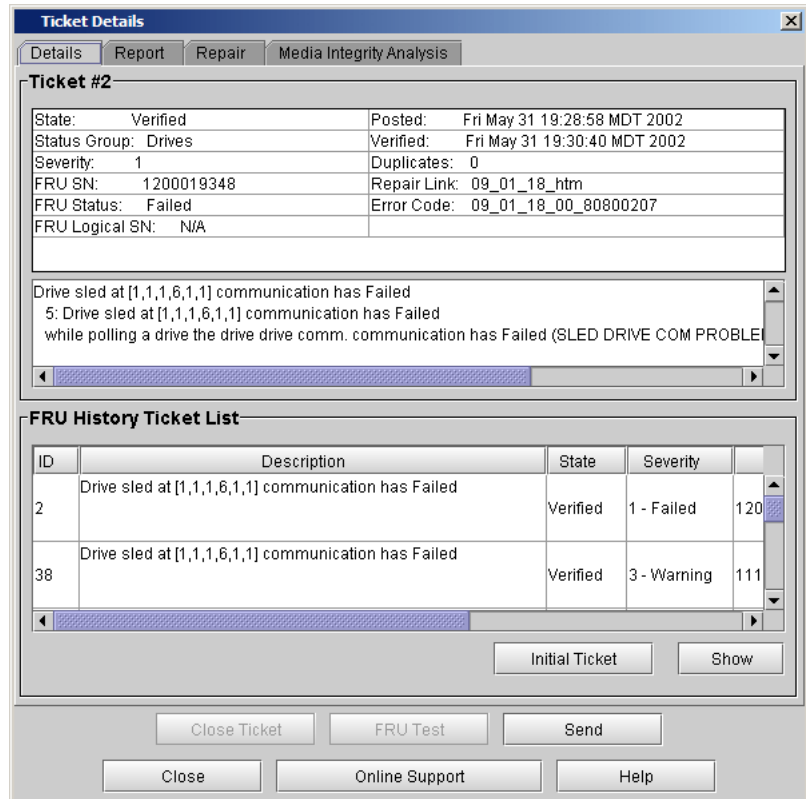 Ticket Details
Details Report Repair Media Integrity Analysis
Ticket #2
State: Verified Posted: Fri May 31 19:28:58 MDT 2002
Status Group: Drives Verified: Fri May 31 19:30:40 MDT 2002
Severity: 1 Duplicates: 0
FRU SN: 1200019348 Repair Link: 09_01_18_htm
FRU Status: Failed Error Code: 09_01_18_00_80800207
FRU Logical SN: N/A
Drive sled at [1,1,1,6,1,1] communication has Failed
5: Drive sled at [1,1,1,6,1,1] communication has Failed
while polling a drive the drive drive comm. communication has Failed (SLED DRIVE COM PROBLE
FRU History Ticket List
ID Description State Severity
2 Drive sled at [1,1,1,6,1,1] communication has Failed Verified 1 - Failed 120
38 Drive sled at [1,1,1,6,1,1] communication has Failed Verified 3 - Warning 111
Initial Ticket Show
Close Ticket FRU Test Send
Close Online Support Help